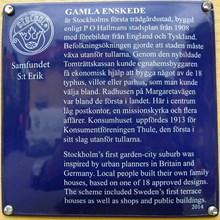 GAMLA ENSKEDE
är Stockholms första trädgårdsstad, byggd
enligt P O Hallmans stadsplan från 1908
med förebilder från England och Tyskland.
Befolkningsökningen gjorde att staden måste
växa utanför tullarna. Genom den nybildade
Tomträttskassan kunde egnahemsbyggaren
få ekonomisk hjälp att bygga något av de 18
typhus, villor eller parhus, som man kunde
välja bland. Radhusen på Margaretavägen
var bland de första i landet. Här i centrum
låg postkontor, en missionskyrka och flera
affärer. Konsumhuset uppfördes 1913 för
Konsumentföreningen Thule, den första i
sitt slag utanför tullarna.
Samfundet
S:t Erik
Stockholm's first garden-city suburb was
inspired by urban planners in Britain and
Germany. Local people built their own family
houses, based on one of 18 approved designs.
The scheme included Sweden's first terrace
houses as well as shops and public buildings.
2014